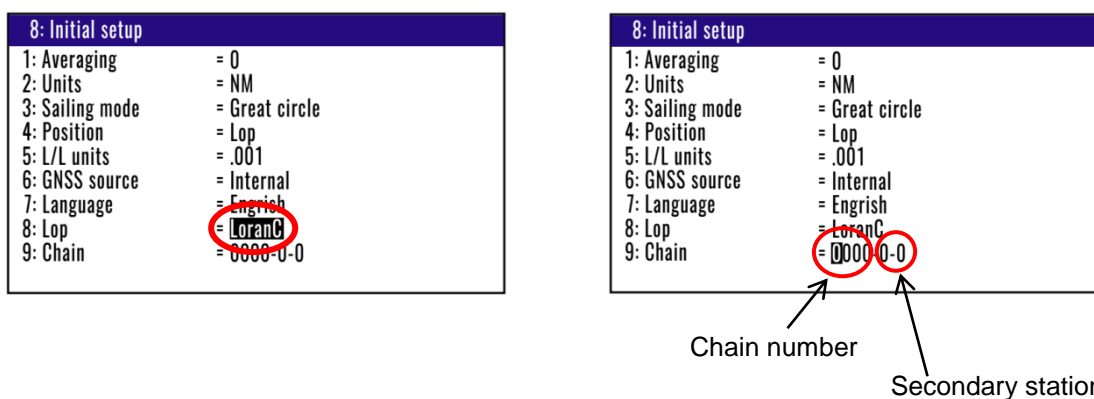 8: Initial setup
1: Averaging = 0
2: Units = NM
3: Sailing mode = Great circle
4: Position = Lop
5: L/L units = .001
6: GNSS source = Internal
7: Language = Engrish
8: Lop = LoranC
9: Chain = 0000-0-0
8: Initial setup
1: Averaging = 0
2: Units = NM
3: Sailing mode = Great circle
4: Position = Lop
5: L/L units = .001
6: GNSS source = Internal
7: Language = Engrish
8: Lop = LoranC
9: Chain = 0000-0-0
Chain number
Secondary station